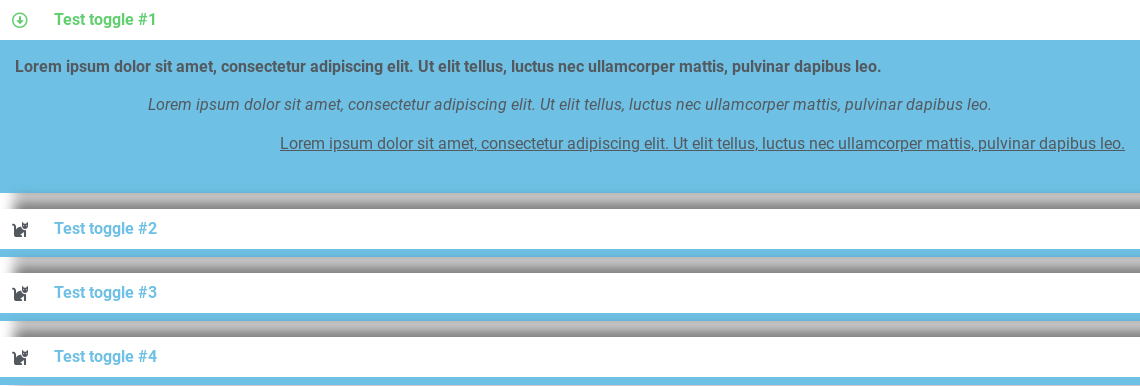 Test toggle #1
Lorem ipsum dolor sit amet, consectetur adipiscing elit. Ut elit tellus, luctus nec ullamcorper mattis, pulvinar dapibus leo.
Lorem ipsum dolor sit amet, consectetur adipiscing elit. Ut elit tellus, luctus nec ullamcorper mattis, pulvinar dapibus leo.
Lorem ipsum dolor sit amet, consectetur adipiscing elit. Ut elit tellus, luctus nec ullamcorper mattis, pulvinar dapibus leo.
Test toggle #2
Test toggle #3
Test toggle #4